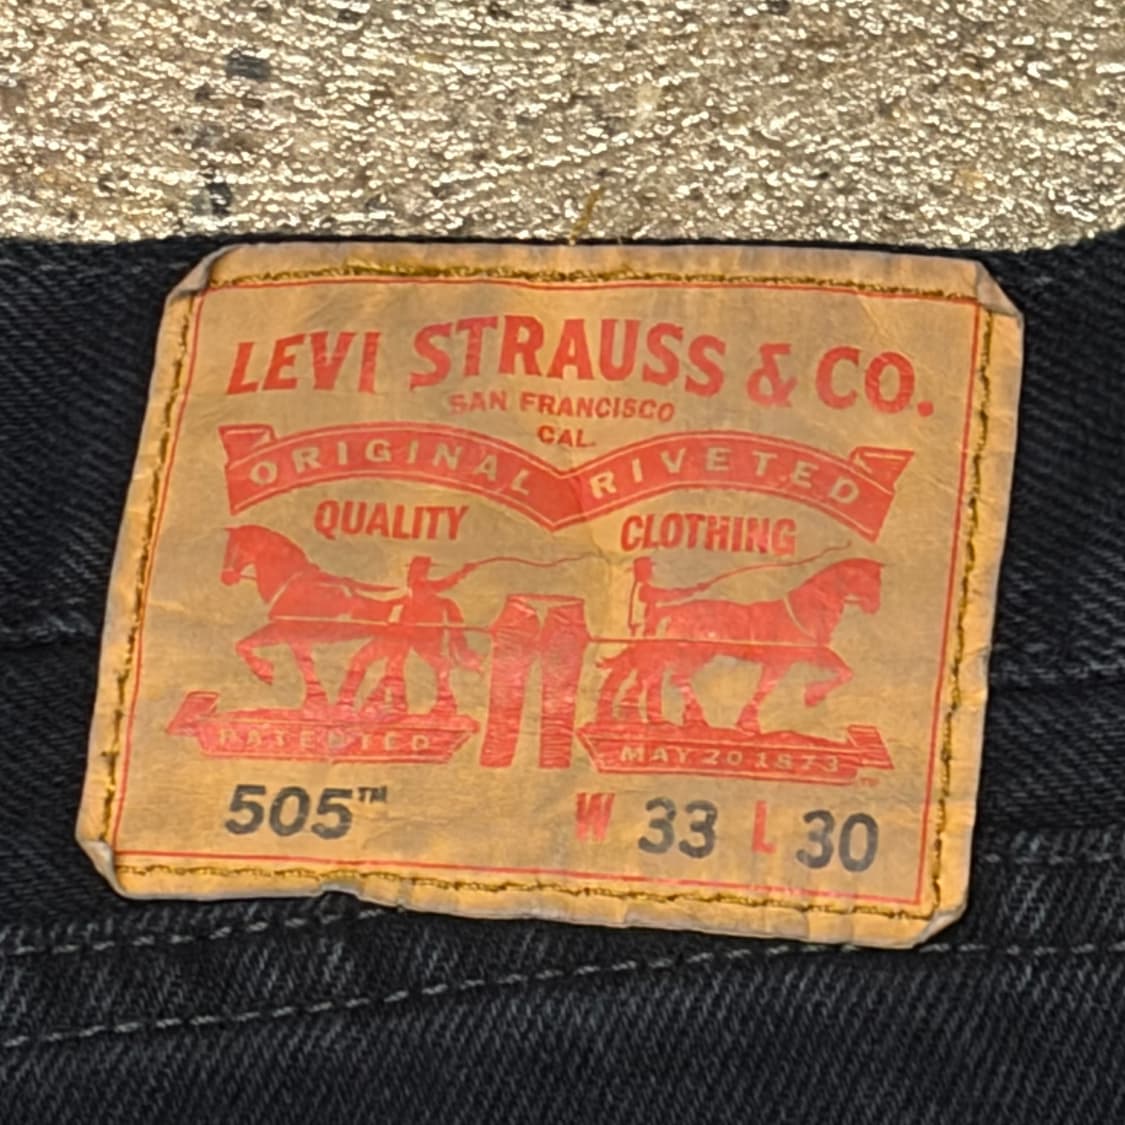 LEVI STRAUSS & CO.
SAN FRANCISCO
CAL.
ORIGINAL RIVETED
QUALITY CLOTHING
PATENTED MAY 20 1873
505™ W 33 L 30